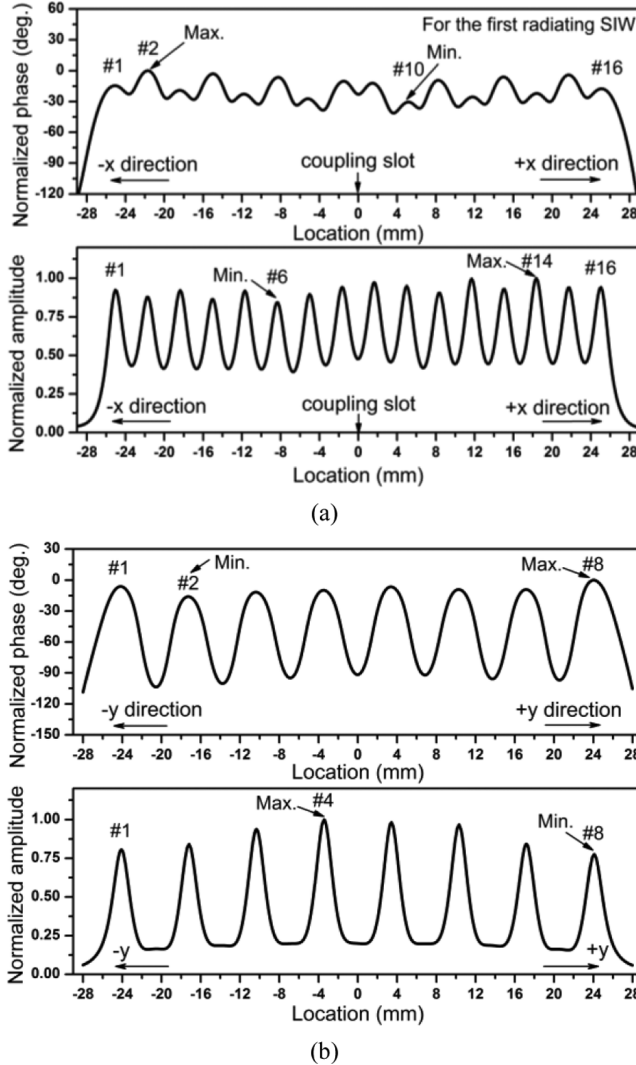 60
For the first radiating SIW
30
#2
Max.
#1
Min.
#10
#16
0
-30
-60
-90
-120
-x direction
coupling slot
+x direction
Normalized phase (deg.)
-28 -24 -20 -16 -12 -8 -4 0 4 8 12 16 20 24 28
Location (mm)
#1
Min.
#6
Max.
#14
#16
1.00
0.75
0.50
0.25
0.00
-x direction
coupling slot
+x direction
Normalized amplitude
-28 -24 -20 -16 -12 -8 -4 0 4 8 12 16 20 24 28
Location (mm)
(a)
30
#1
Min.
#2
Max.
#8
0
-30
-60
-90
-120
-150
-y direction
+y direction
Normalized phase (deg.)
-28 -24 -20 -16 -12 -8 -4 0 4 8 12 16 20 24 28
Location (mm)
Max.
#4
#1
Min.
#8
1.00
0.75
0.50
0.25
0.00
-y
+y
Normalized amplitude
-28 -24 -20 -16 -12 -8 -4 0 4 8 12 16 20 24 28
Location (mm)
(b)